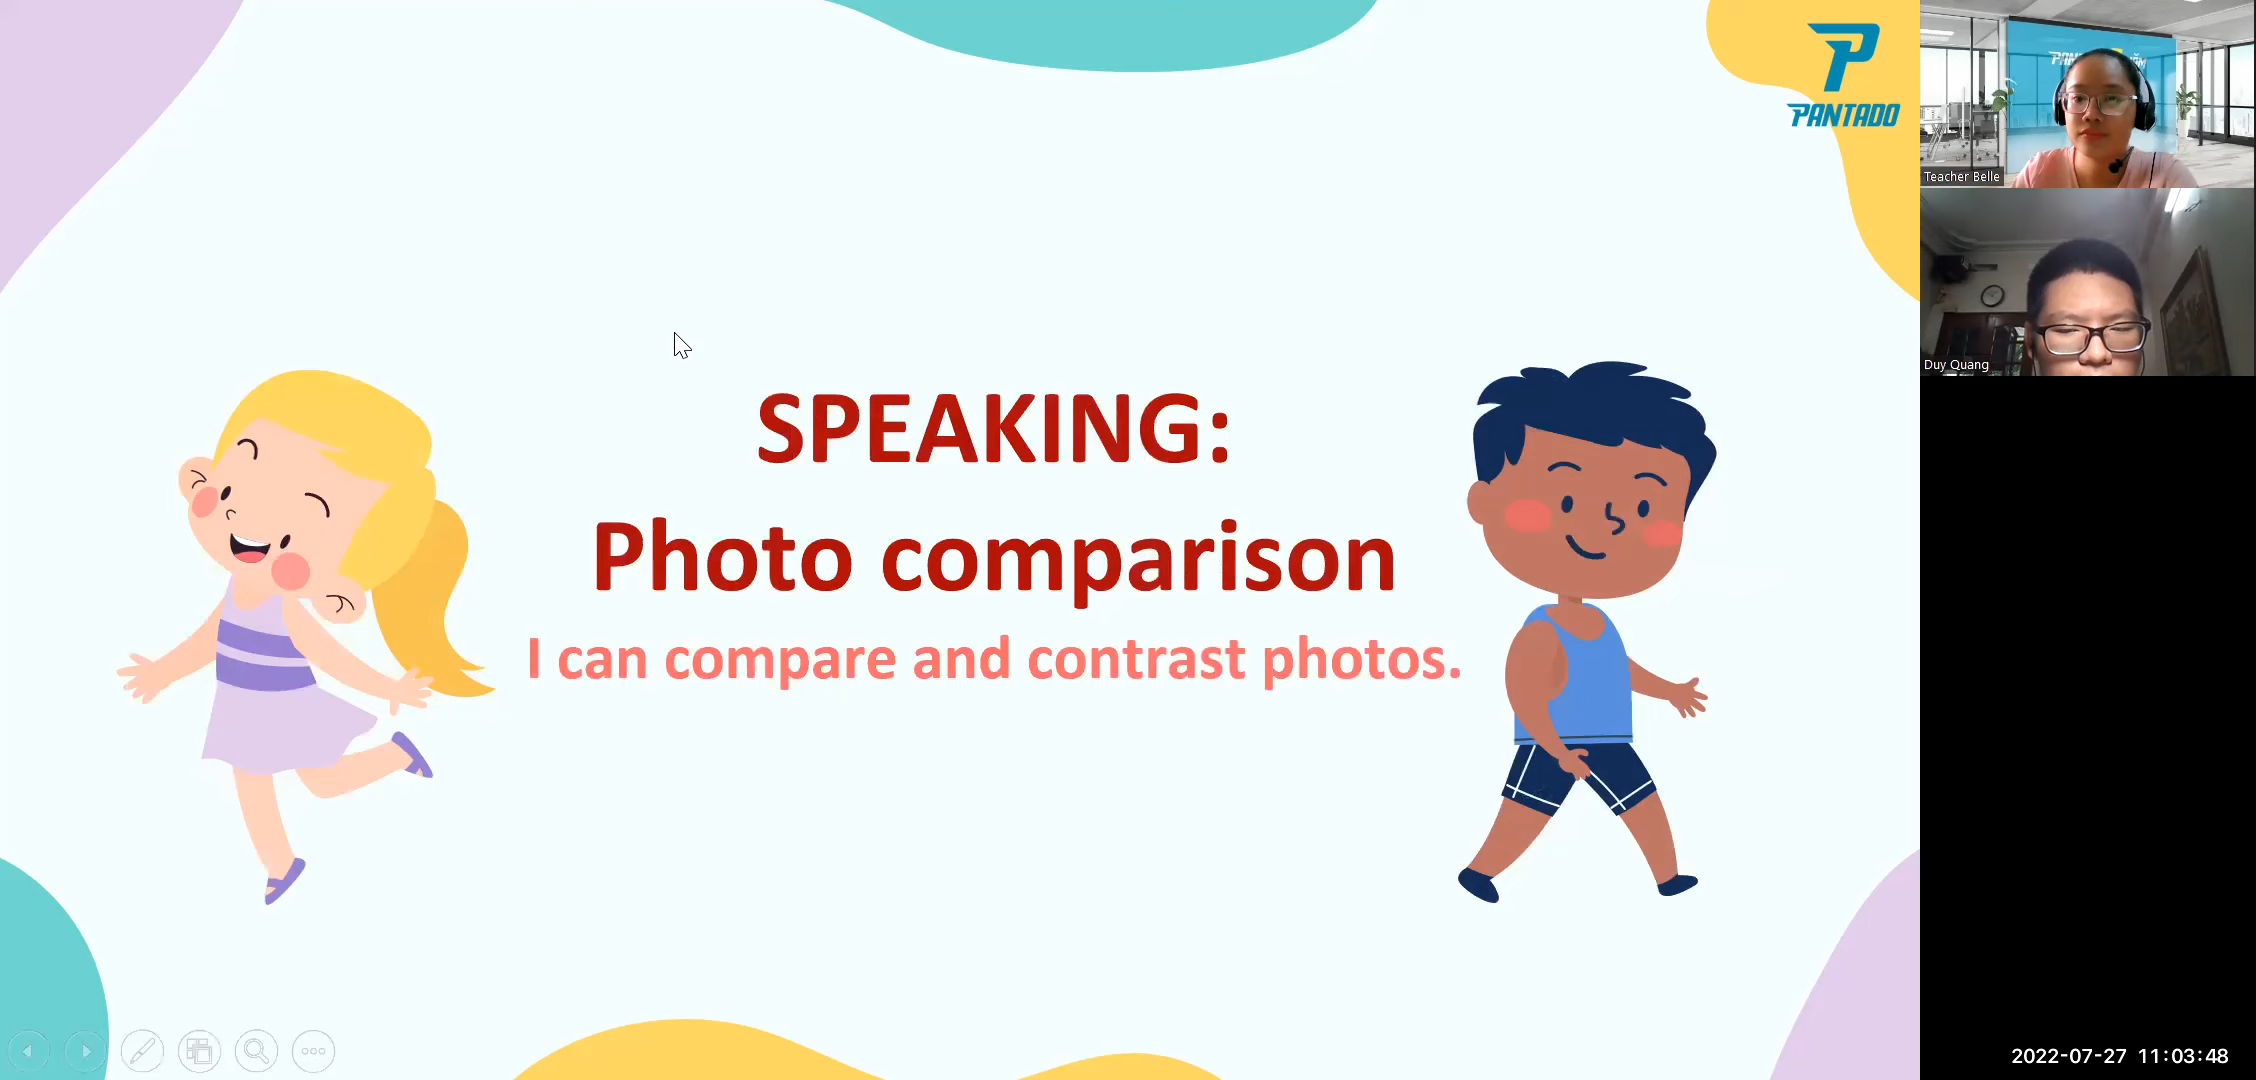 PANTADO
SPEAKING:
Photo comparison
I can compare and contrast photos.
Teacher Belle
Duy Quang
2022-07-27 11:03:48